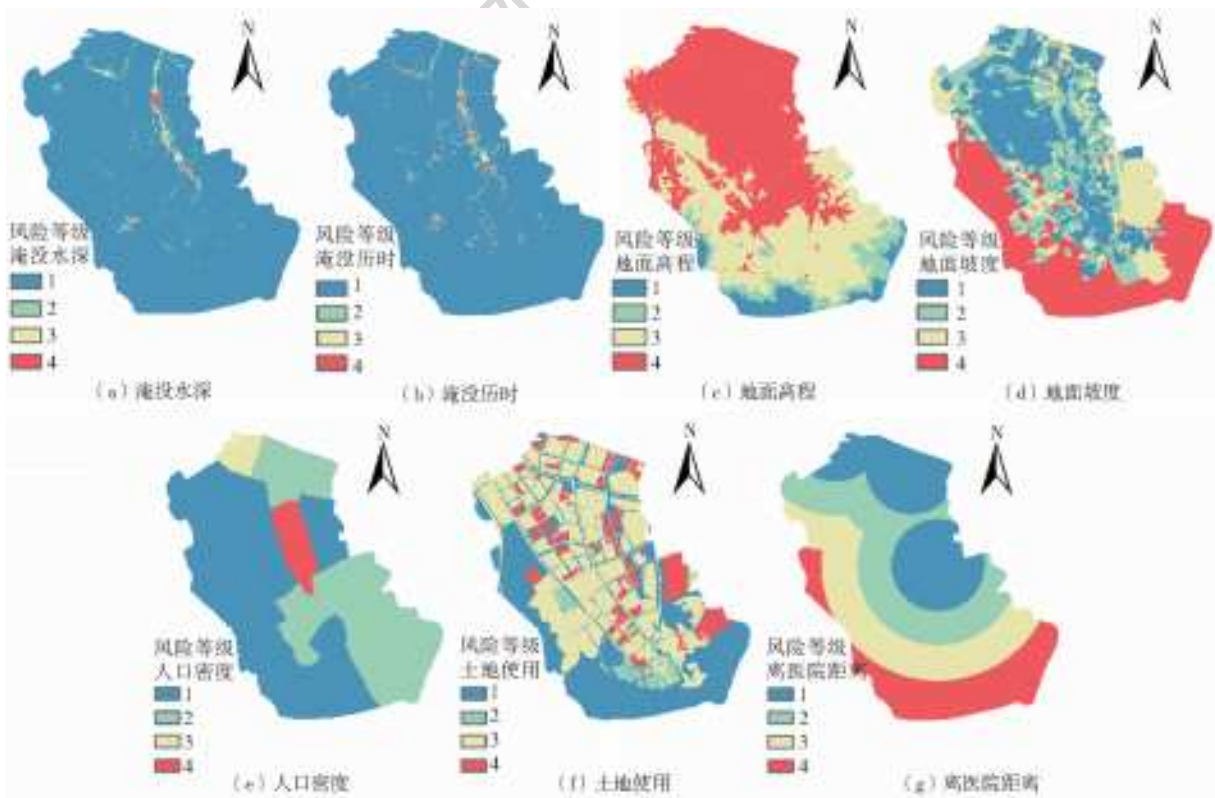 N
N
N
N
风险等级
淹没水深
1
2
3
4
风险等级
淹没历时
1
2
3
4
风险等级
地面高程
1
2
3
4
风险等级
地面坡度
1
2
3
4
(a)淹没水深
(b)淹没历时
(c)地面高程
(d)地面坡度
N
N
N
风险等级
人口密度
1
2
3
4
风险等级
土地使用
1
2
3
4
风险等级
离医院距离
1
2
3
4
(e)人口密度
(f)土地使用
(g)离医院距离